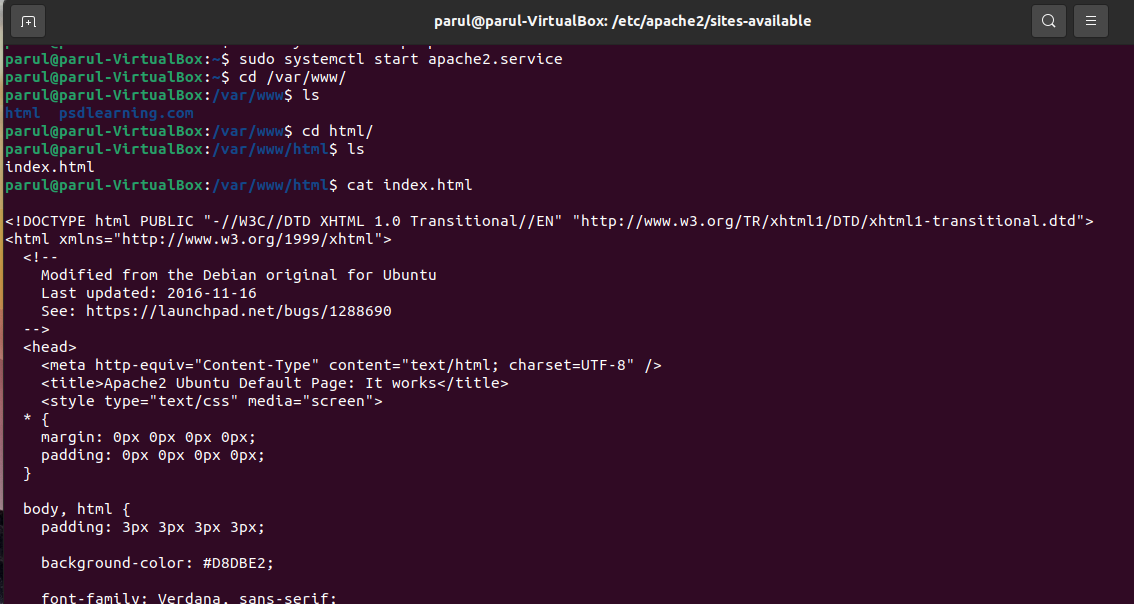 parul@parul-VirtualBox: /etc/apache2/sites-available
parul@parul-VirtualBox:~$ sudo systemctl start apache2.service
parul@parul-VirtualBox:~$ cd /var/www/
parul@parul-VirtualBox:/var/www$ ls
html  psdlearning.com
parul@parul-VirtualBox:/var/www$ cd html/
parul@parul-VirtualBox:/var/www/html$ ls
index.html
parul@parul-VirtualBox:/var/www/html$ cat index.html
<!DOCTYPE html PUBLIC "-//W3C//DTD XHTML 1.0 Transitional//EN" "http://www.w3.org/TR/xhtml1/DTD/xhtml1-transitional.dtd">
<html xmlns="http://www.w3.org/1999/xhtml">
  <!--
    Modified from the Debian original for Ubuntu
    Last updated: 2016-11-16
    See: https://launchpad.net/bugs/1288690
  -->
  <head>
    <meta http-equiv="Content-Type" content="text/html; charset=UTF-8" />
    <title>Apache2 Ubuntu Default Page: It works</title>
    <style type="text/css" media="screen">
  * {
    margin: 0px 0px 0px 0px;
    padding: 0px 0px 0px 0px;
  }
  body, html {
    padding: 3px 3px 3px 3px;
    background-color: #D8DBE2;
    font-family: Verdana, sans-serif;